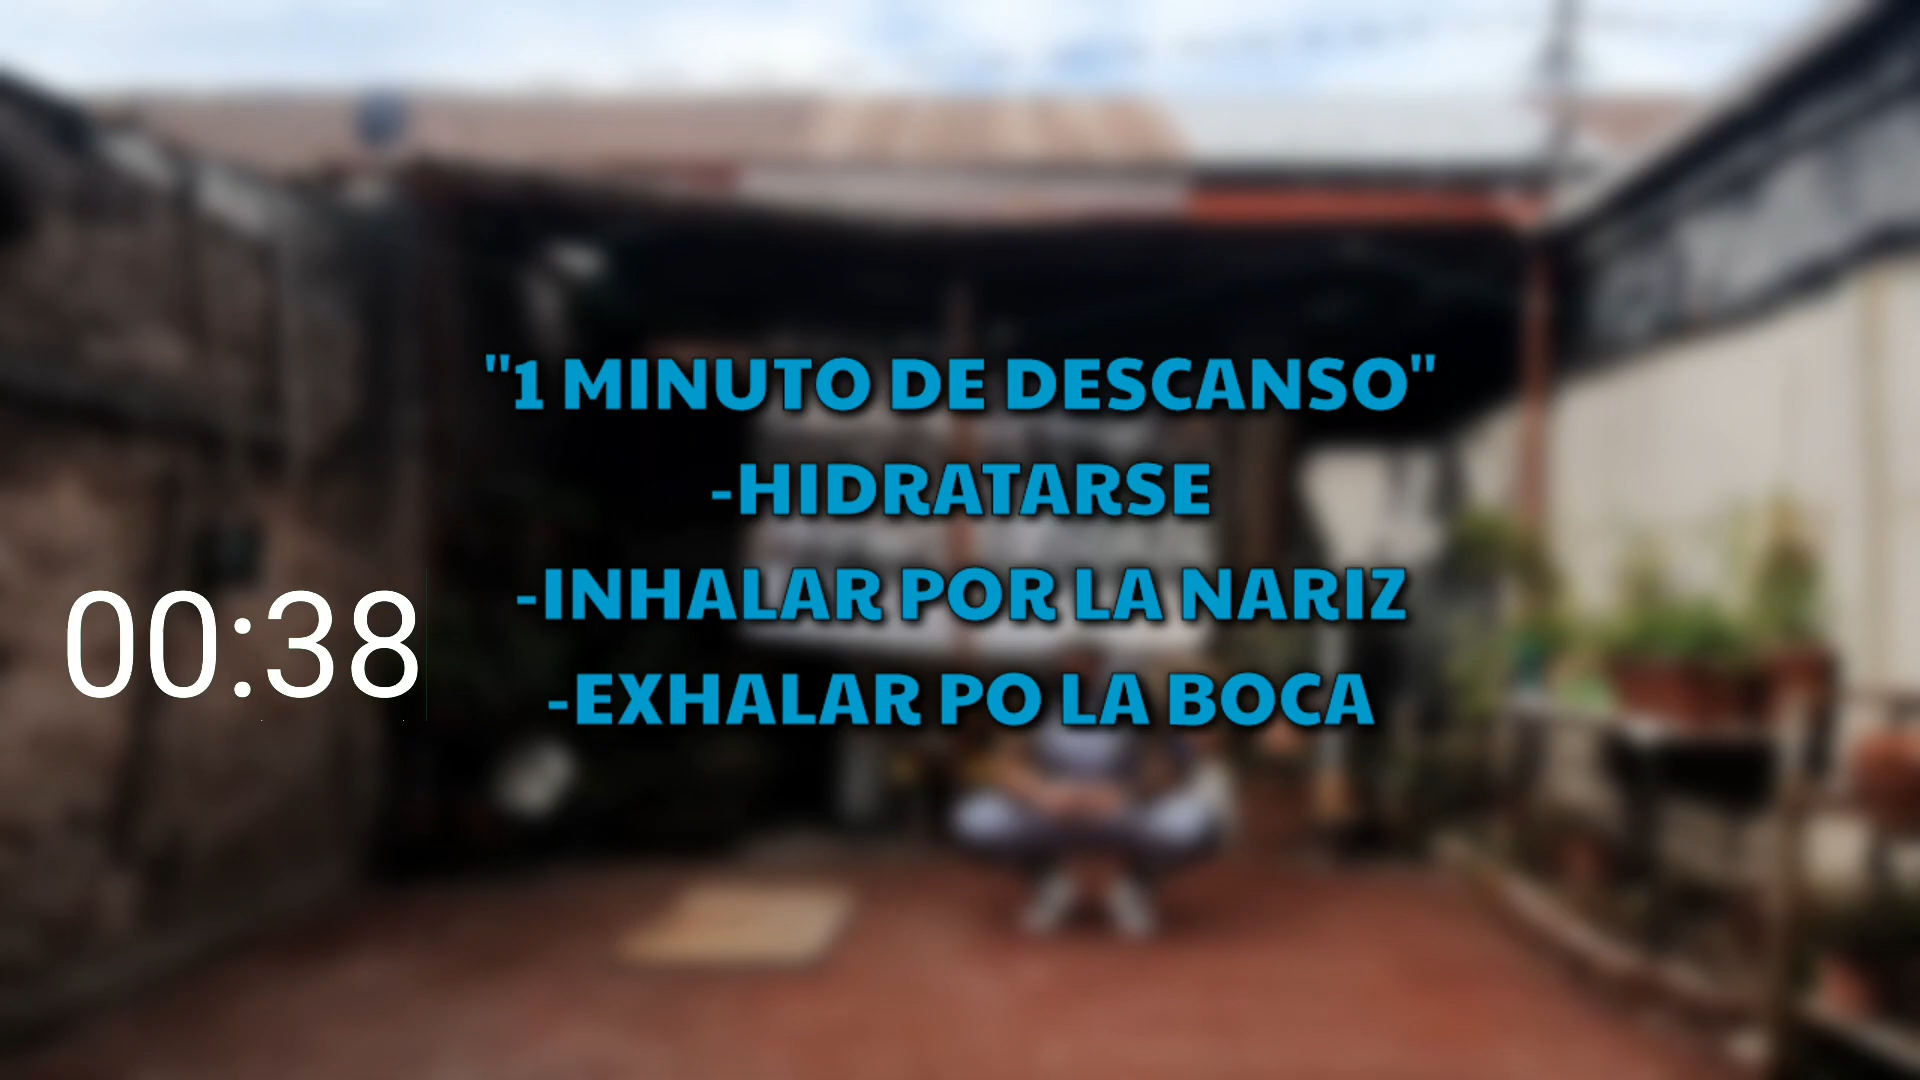 "1 MINUTO DE DESCANSO"
-HIDRATARSE
-INHALAR POR LA NARIZ
00:38
-EXHALAR PO LA BOCA